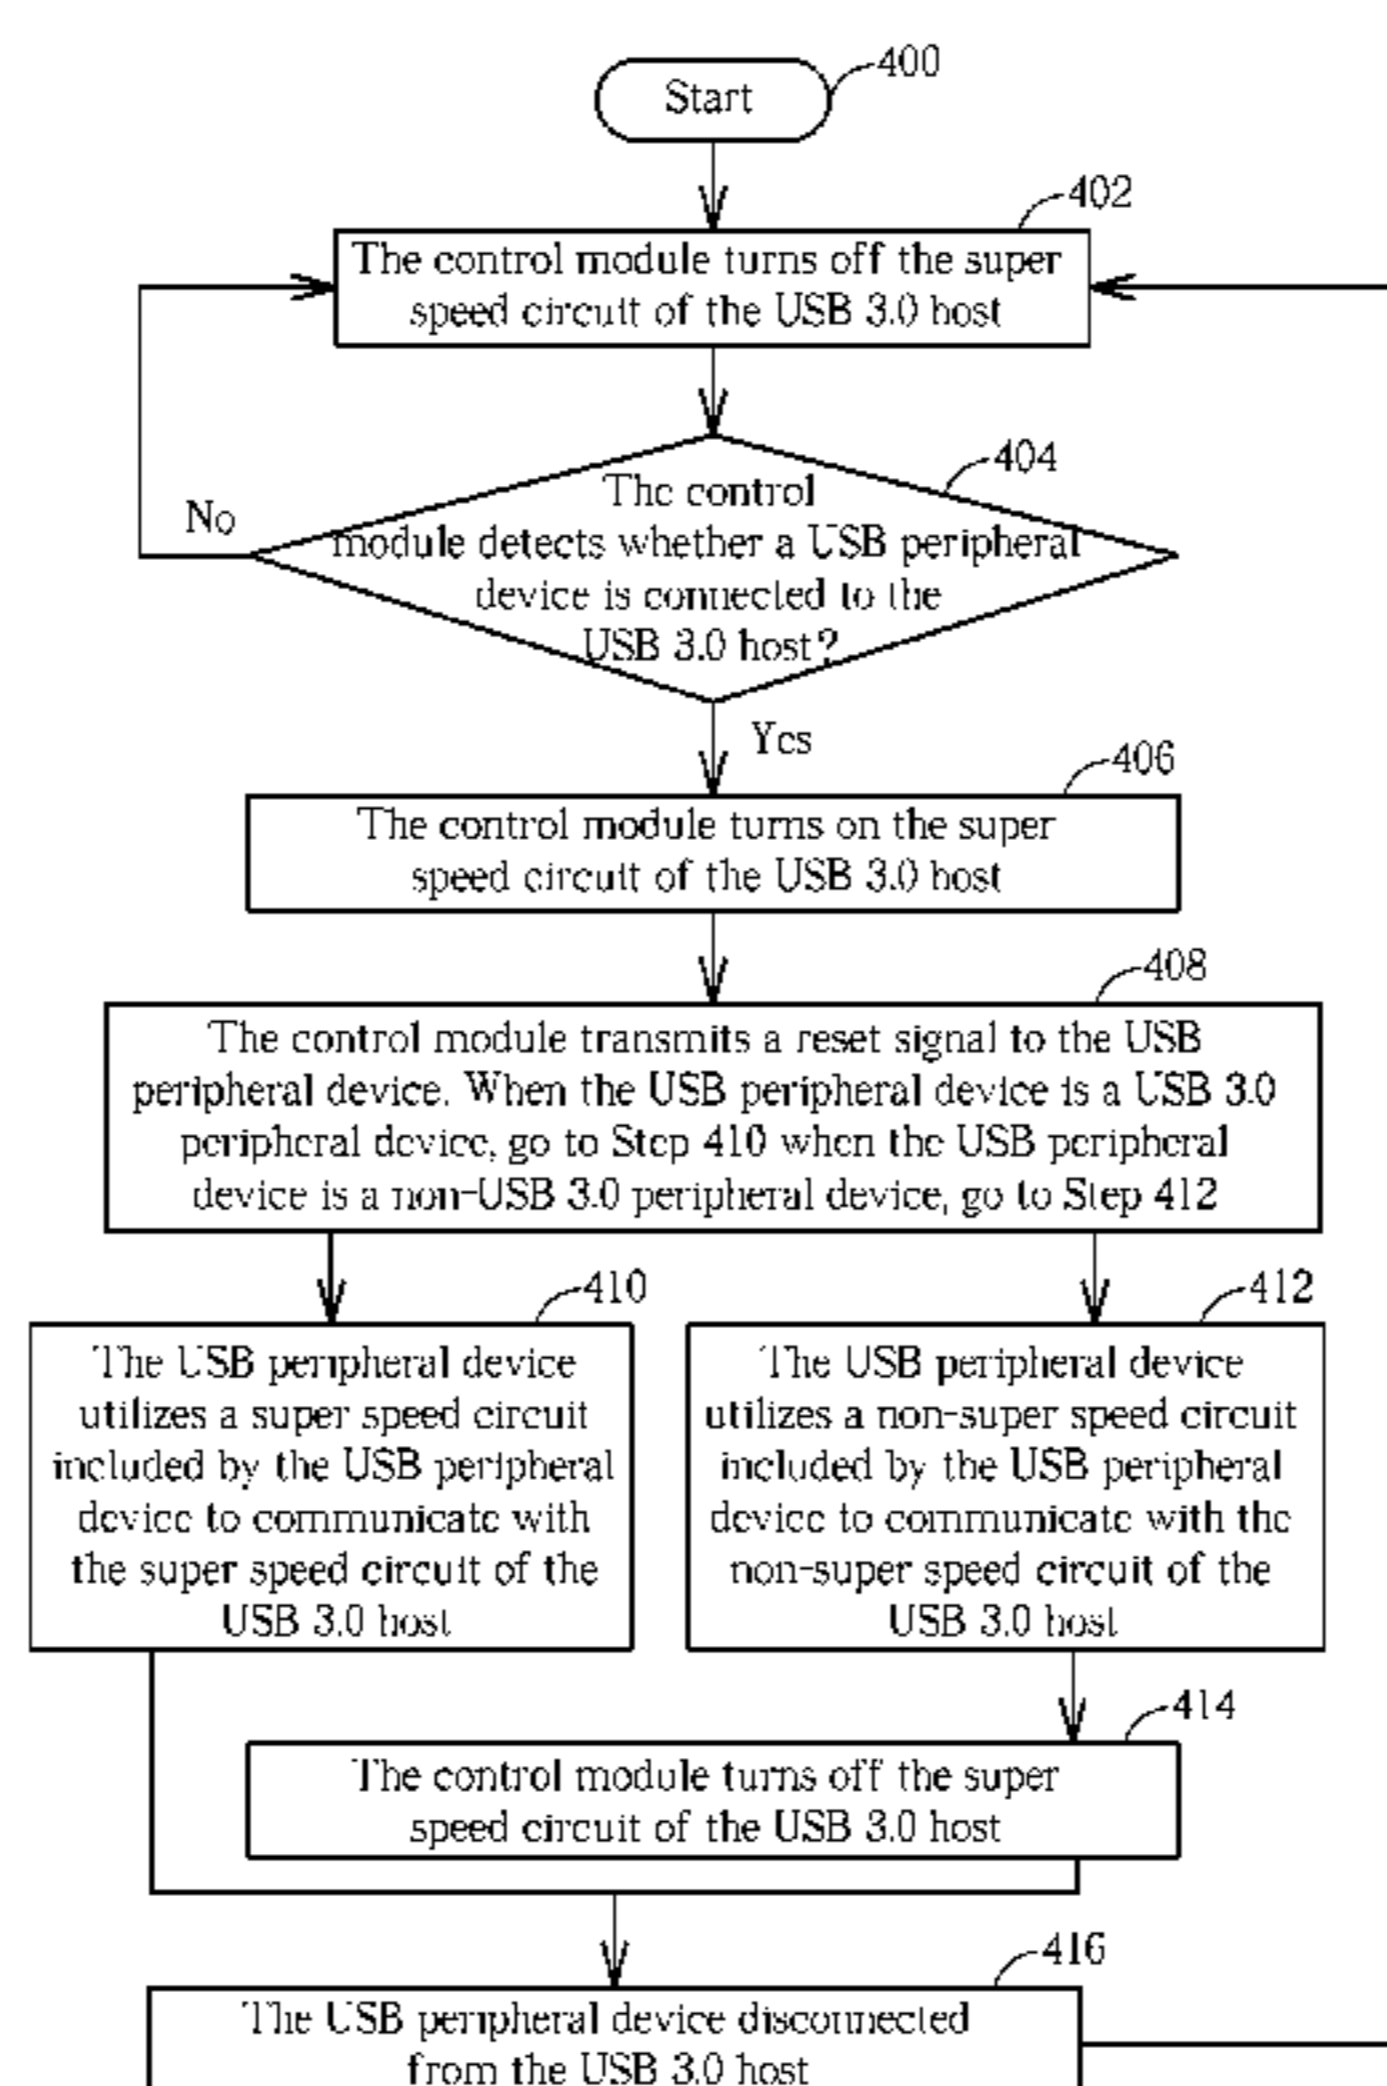 400
Start
402
The control module turns off the super
speed circuit of the USB 3.0 host
404
The control
module detects whether a USB peripheral
device is connected to the
USB 3.0 host?
No
Yes
406
The control module turns on the super
speed circuit of the USB 3.0 host
408
The control module transmits a reset signal to the USB
peripheral device. When the USB peripheral device is a USB 3.0
peripheral device, go to Step 410 when the USB peripheral
device is a non-USB 3.0 peripheral device, go to Step 412
410
The USB peripheral device
utilizes a super speed circuit
included by the USB peripheral
device to communicate with
the super speed circuit of the
USB 3.0 host
412
The USB peripheral device
utilizes a non-super speed circuit
included by the USB peripheral
device to communicate with the
non-super speed circuit of the
USB 3.0 host
414
The control module turns off the super
speed circuit of the USB 3.0 host
416
The USB peripheral device disconnected
from the USB 3.0 host